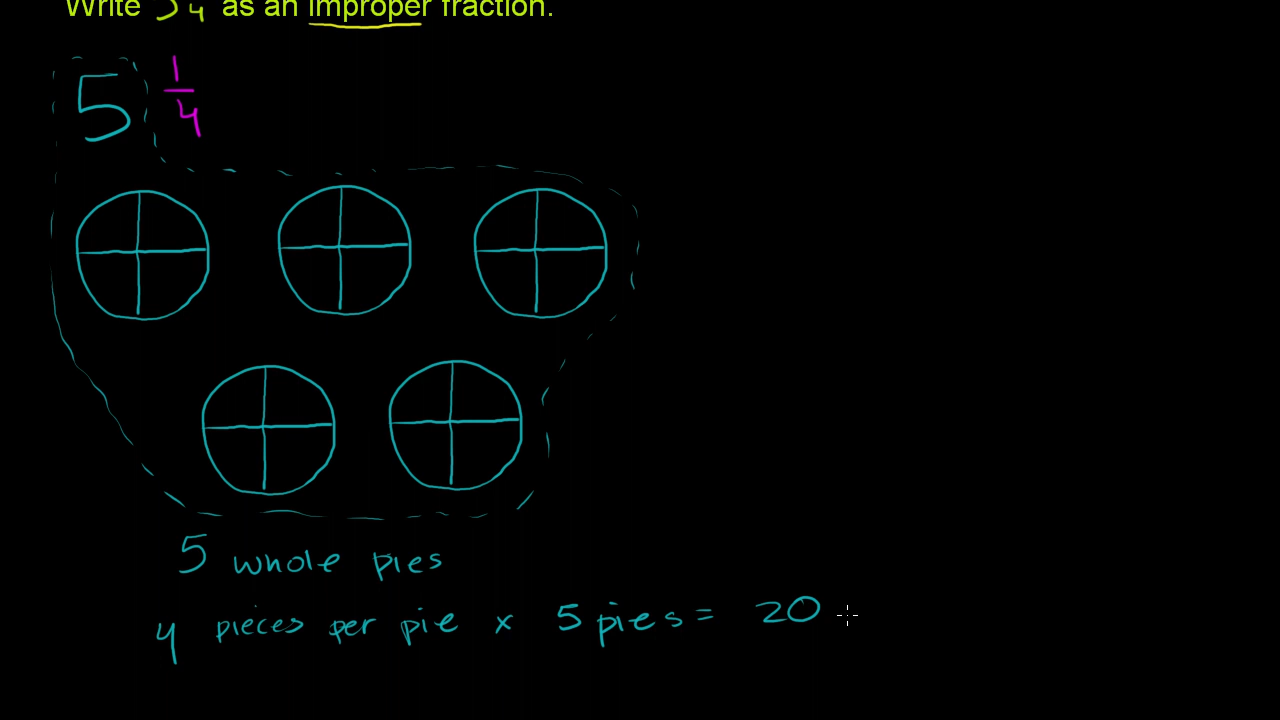 Write 5 1/4 as an improper fraction.
5 1/4
5 whole pies
4 pieces per pie x 5 pies = 20